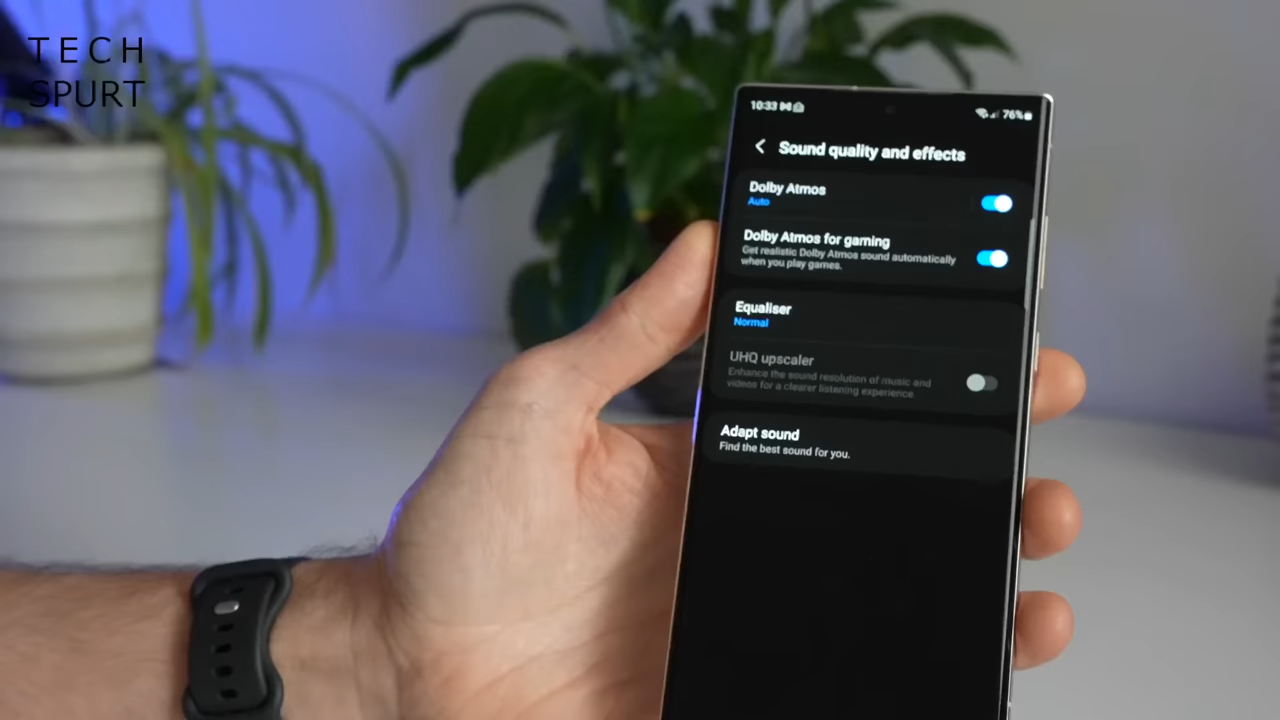 TECH
SPURT
10:33
76%
Sound quality and effects
Dolby Atmos
Auto
Dolby Atmos for gaming
Get realistic Dolby Atmos sound automatically
when you play games.
Equaliser
Normal
UHQ upscaler
Enhance the sound resolution of music and
videos for a clearer listening experience.
Adapt sound
Find the best sound for you.